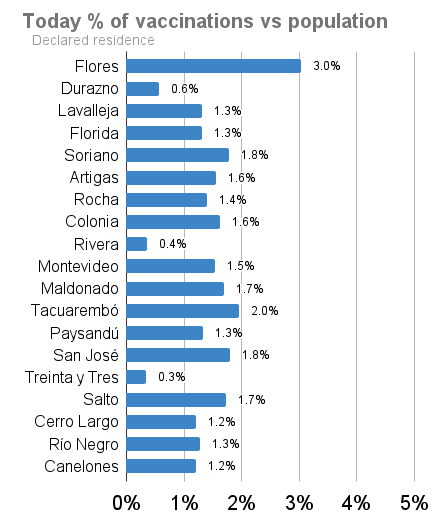 Today % of vaccinations vs population
Declared residence
Flores 3.0%
Durazno 0.6%
Lavalleja 1.3%
Florida 1.3%
Soriano 1.8%
Artigas 1.6%
Rocha 1.4%
Colonia 1.6%
Rivera 0.4%
Montevideo 1.5%
Maldonado 1.7%
Tacuarembó 2.0%
Paysandú 1.3%
San José 1.8%
Treinta y Tres 0.3%
Salto 1.7%
Cerro Largo 1.2%
Río Negro 1.3%
Canelones 1.2%
0% 1% 2% 3% 4% 5%